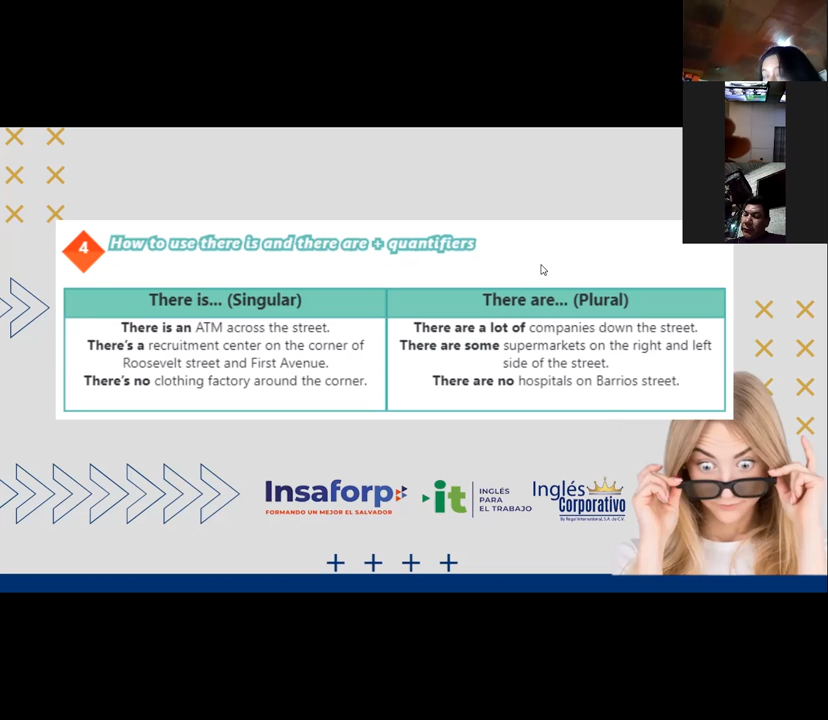 4
How to use there is and there are + quantifiers
There is... (Singular)
There is an ATM across the street.
There's a recruitment center on the corner of
Roosevelt street and First Avenue.
There's no clothing factory around the corner.
There are... (Plural)
There are a lot of companies down the street.
There are some supermarkets on the right and left
side of the street.
There are no hospitals on Barrios street.
Insaforp
FORMANDO UN MEJOR EL SALVADOR
it
INGLÉS
PARA
EL TRABAJO
Inglés
Corporativo
By Regal International, S.A. de C.V.